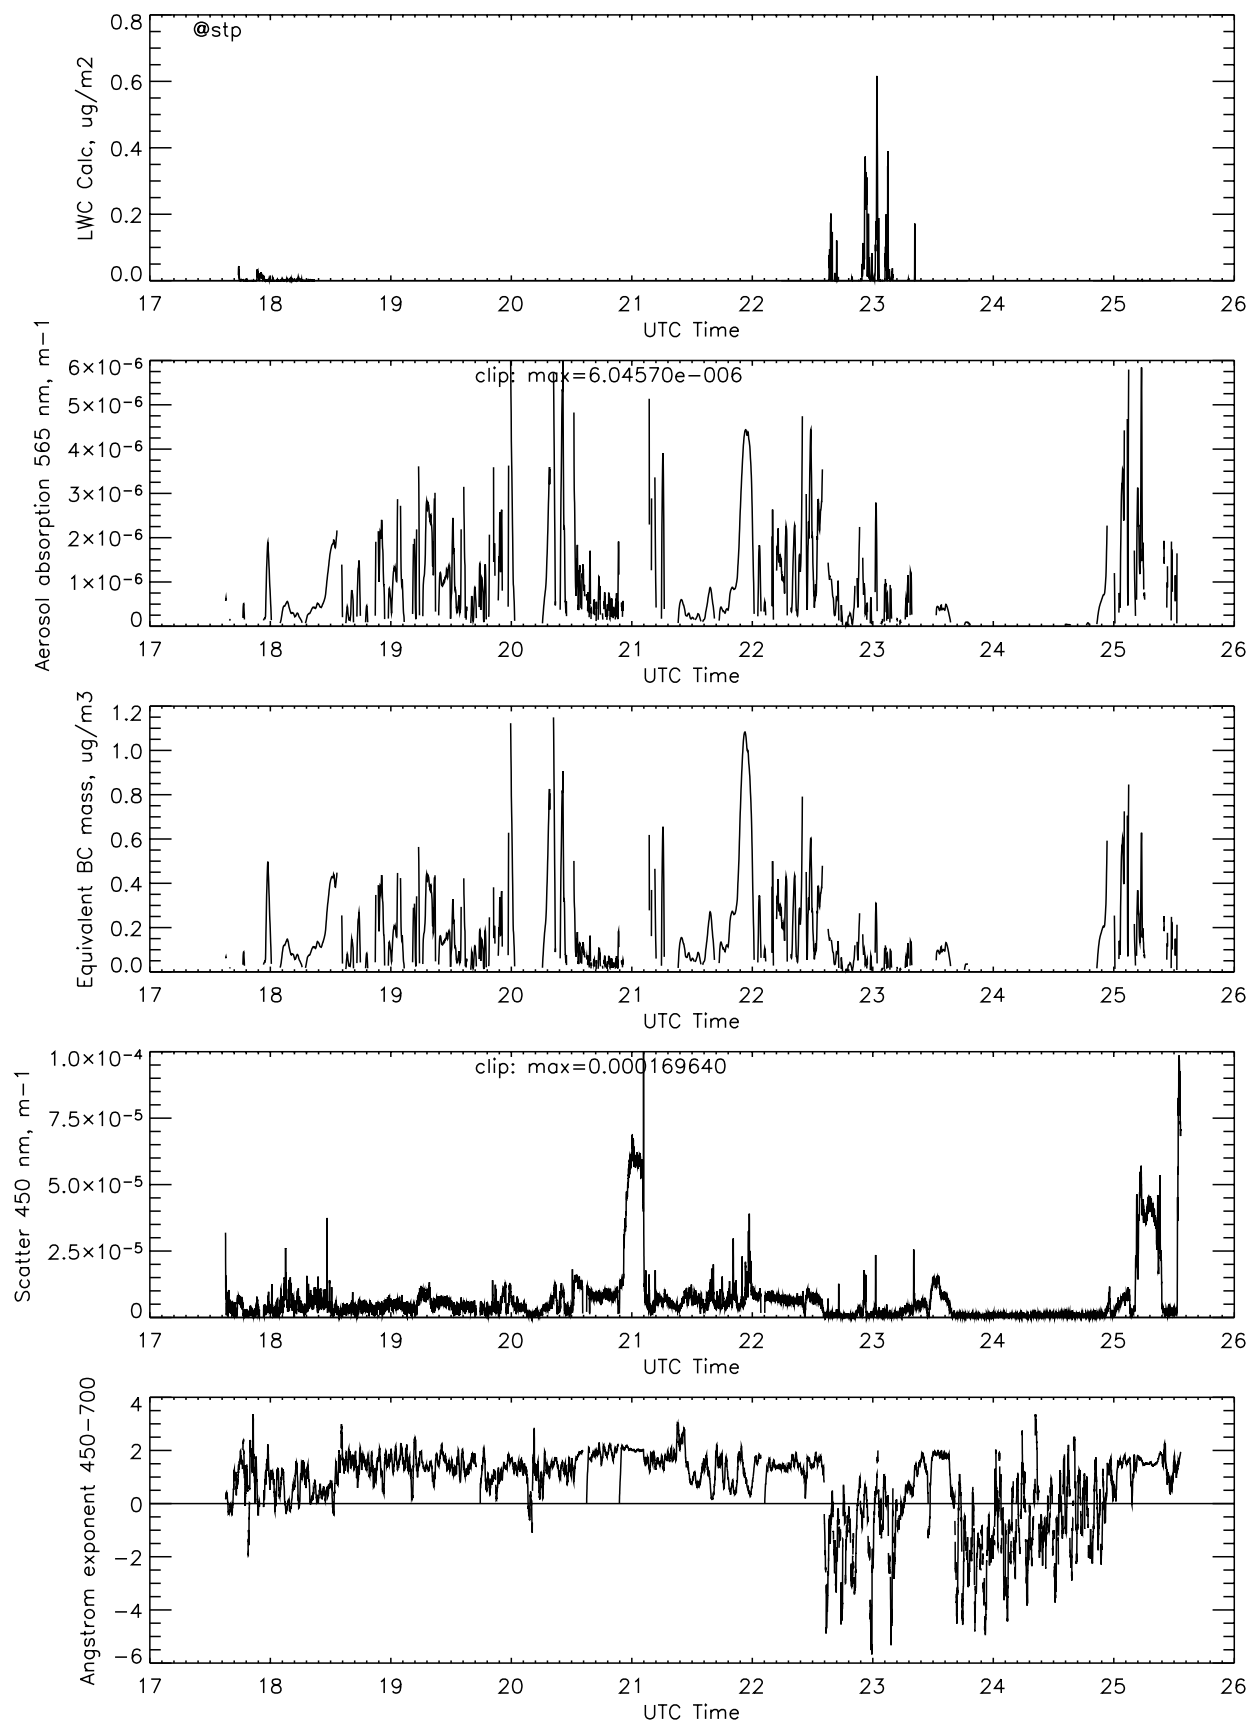 @stp
LWC Calc, ug/m2
0.8
0.6
0.4
0.2
0.0
17 18 19 20 21 22 23 24 25 26
UTC Time
clip: max=6.04570e-006
Aerosol absorption 565 nm, m-1
6×10⁻⁶
5×10⁻⁶
4×10⁻⁶
3×10⁻⁶
2×10⁻⁶
1×10⁻⁶
0
17 18 19 20 21 22 23 24 25 26
UTC Time
Equivalent BC mass, ug/m3
1.2
1.0
0.8
0.6
0.4
0.2
0.0
17 18 19 20 21 22 23 24 25 26
UTC Time
clip: max=0.000169640
Scatter 450 nm, m-1
1.0×10⁻⁴
7.5×10⁻⁵
5.0×10⁻⁵
2.5×10⁻⁵
0
17 18 19 20 21 22 23 24 25 26
UTC Time
Angstrom exponent 450-700
4
2
0
-2
-4
-6
17 18 19 20 21 22 23 24 25 26
UTC Time